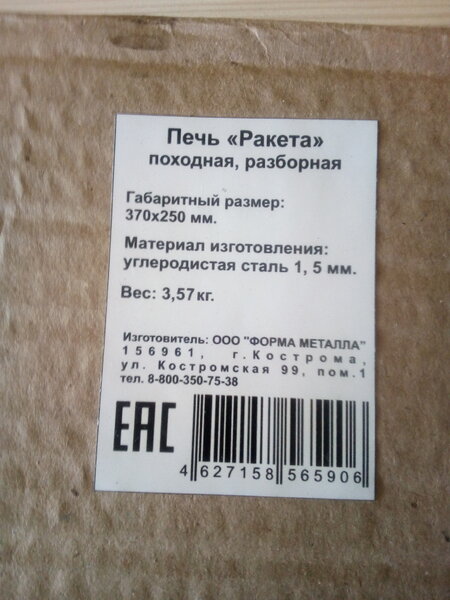 Печь «Ракета»
походная, разборная
Габаритный размер:
370х250 мм.
Материал изготовления:
углеродистая сталь 1, 5 мм.
Вес: 3,57кг.
Изготовитель: ООО "ФОРМА МЕТАЛЛА"
156961, г.Кострома,
ул. Костромская 99, пом.1
тел. 8-800-350-75-38
ЕАС
4 627158 565906